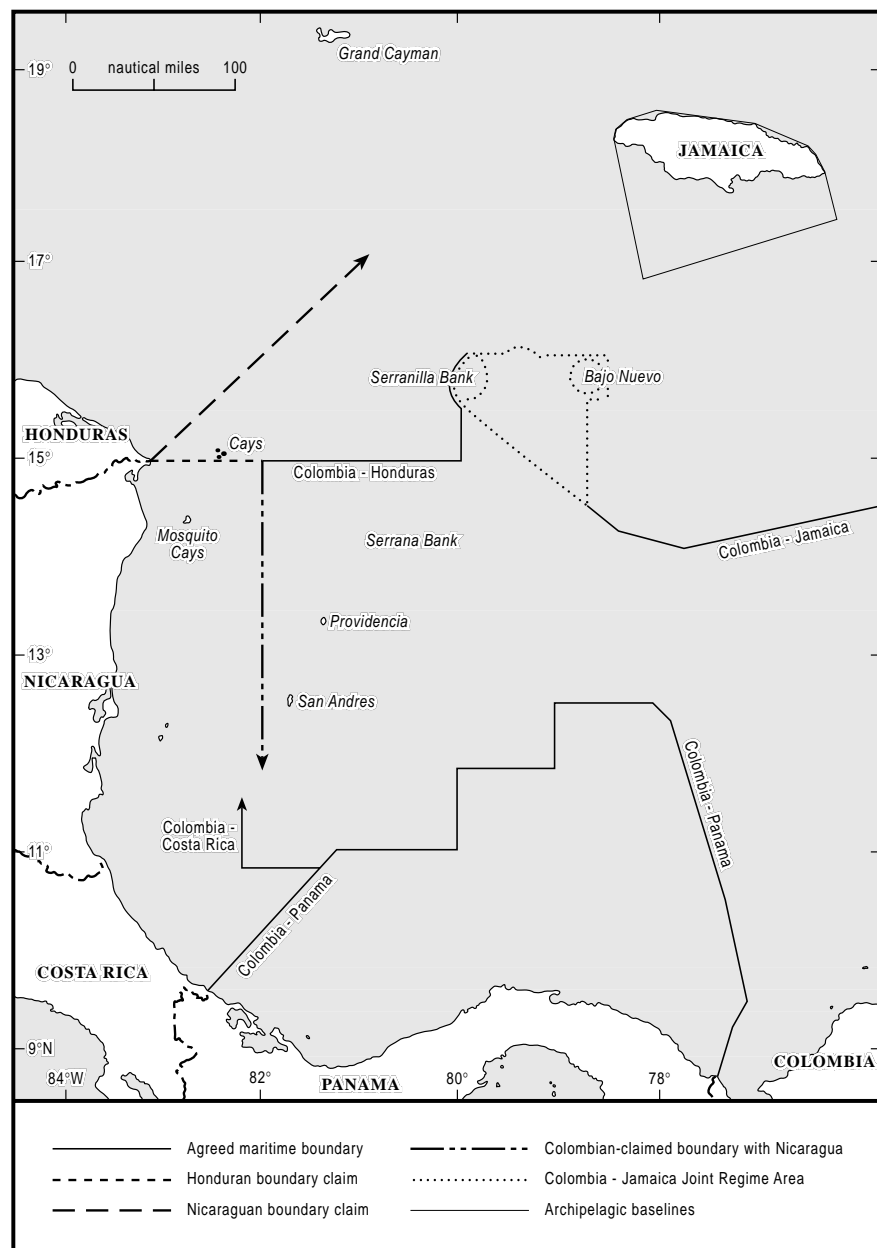 Grand Cayman
19°
0 nautical miles 100
JAMAICA
17°
Serranilla Bank
Bajo Nuevo
HONDURAS
Cays
15°
Colombia - Honduras
Mosquito
Cays
Serrana Bank
Colombia - Jamaica
Providencia
13°
NICARAGUA
San Andres
Colombia - Panama
Colombia -
Costa Rica
11°
Colombia - Panama
COSTA RICA
9°N
COLOMBIA
84°W
82°
PANAMA
80°
78°
Agreed maritime boundary
Honduran boundary claim
Nicaraguan boundary claim
Colombian-claimed boundary with Nicaragua
Colombia - Jamaica Joint Regime Area
Archipelagic baselines